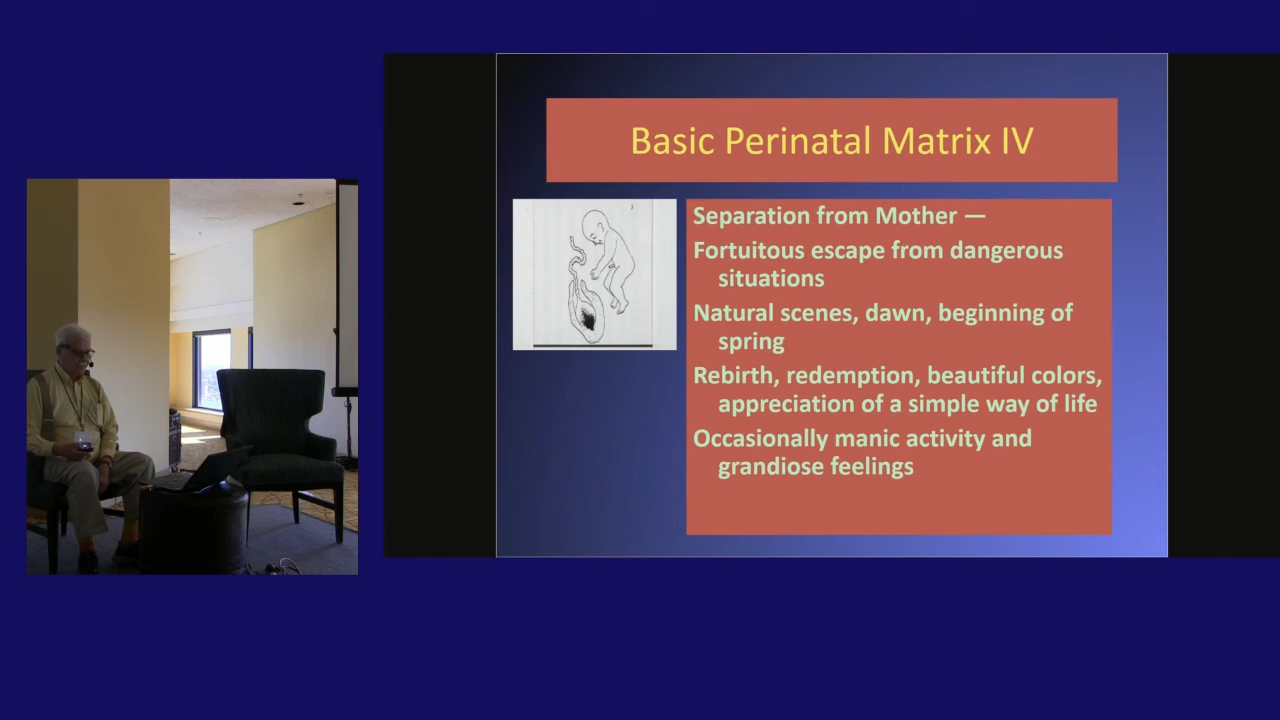 Basic Perinatal Matrix IV
3
Separation from Mother —
Fortuitous escape from dangerous
situations
Natural scenes, dawn, beginning of
spring
Rebirth, redemption, beautiful colors,
appreciation of a simple way of life
Occasionally manic activity and
grandiose feelings